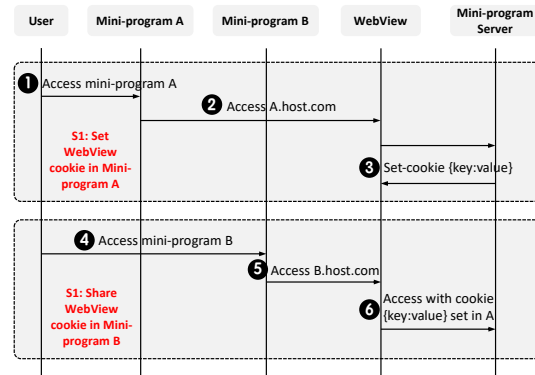 User
Mini-program A
Mini-program B
WebView
Mini-program
Server
1 Access mini-program A
2 Access A.host.com
S1: Set
WebView
cookie in Mini-
program A
3 Set-cookie {key:value}
4 Access mini-program B
5 Access B.host.com
S1: Share
WebView
cookie in Mini-
program B
6 Access with cookie
{key:value} set in A